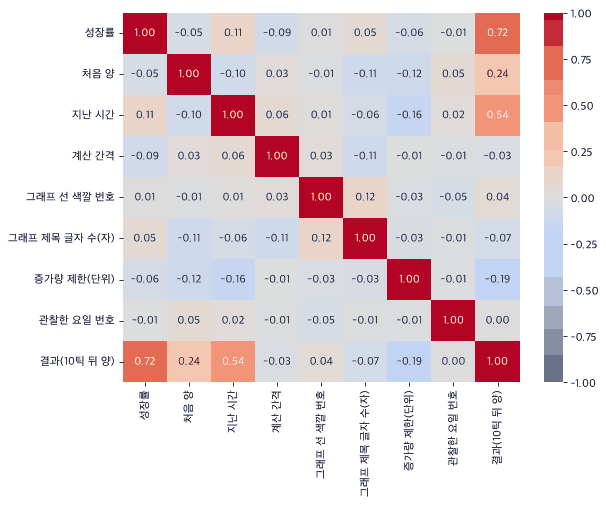 성장률 1.00 -0.05 0.11 -0.09 0.01 0.05 -0.06 -0.01 0.72
처음 양 -0.05 1.00 -0.10 0.03 -0.01 -0.11 -0.12 0.05 0.24
지난 시간 0.11 -0.10 1.00 0.06 0.01 -0.06 -0.16 0.02 0.54
계산 간격 -0.09 0.03 0.06 1.00 0.03 -0.11 -0.01 -0.01 -0.03
그래프 선 색깔 번호 0.01 -0.01 0.01 0.03 1.00 0.12 -0.03 -0.05 0.04
그래프 제목 글자 수(자) 0.05 -0.11 -0.06 -0.11 0.12 1.00 -0.03 -0.01 -0.07
증가량 제한(단위) -0.06 -0.12 -0.16 -0.01 -0.03 -0.03 1.00 -0.01 -0.19
관찰한 요일 번호 -0.01 0.05 0.02 -0.01 -0.05 -0.01 -0.01 1.00 0.00
결과(10틱 뒤 양) 0.72 0.24 0.54 -0.03 0.04 -0.07 -0.19 0.00 1.00
성장률
처음 양
지난 시간
계산 간격
그래프 선 색깔 번호
그래프 제목 글자 수(자)
증가량 제한(단위)
관찰한 요일 번호
결과(10틱 뒤 양)
1.00
0.75
0.50
0.25
0.00
-0.25
-0.50
-0.75
-1.00